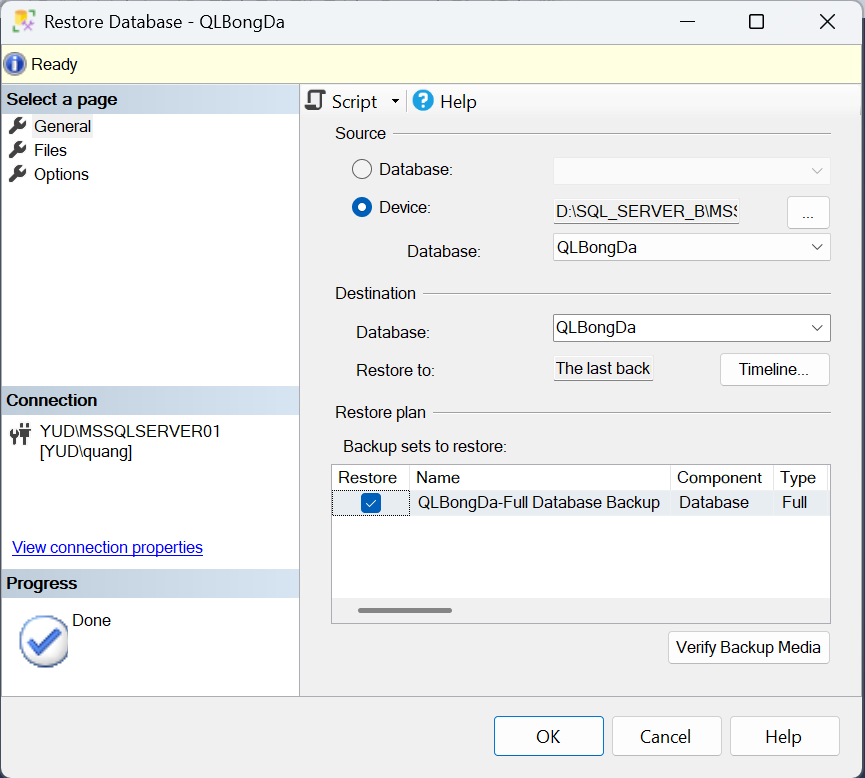 Restore Database - QLBongDa
Ready
Select a page
General
Files
Options
Connection
YUD\MSSQLSERVER01
[YUD\quang]
View connection properties
Progress
Done
Script
Help
Source
Database:
Device:
D:\SQL_SERVER_B\MSS
...
Database:
QLBongDa
Destination
Database:
QLBongDa
Restore to:
The last back
Timeline...
Restore plan
Backup sets to restore:
Restore Name Component Type
QLBongDa-Full Database Backup Database Full
Verify Backup Media
OK Cancel Help